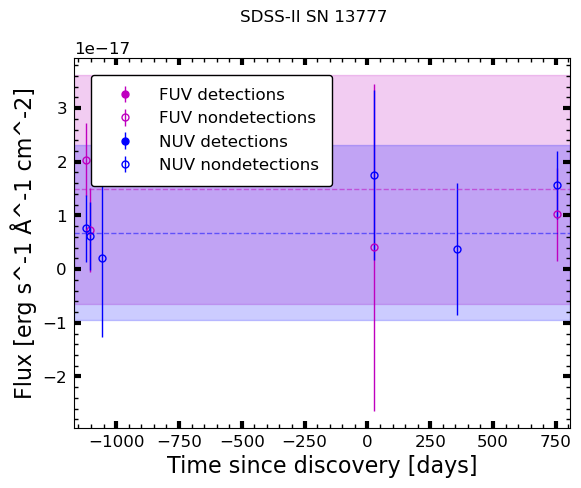 SDSS-II SN 13777
1e−17
FUV detections
FUV nondetections
NUV detections
NUV nondetections
3
2
1
0
−1
−2
Flux [erg s^-1 Å^-1 cm^-2]
−1000 −750 −500 −250 0 250 500 750
Time since discovery [days]